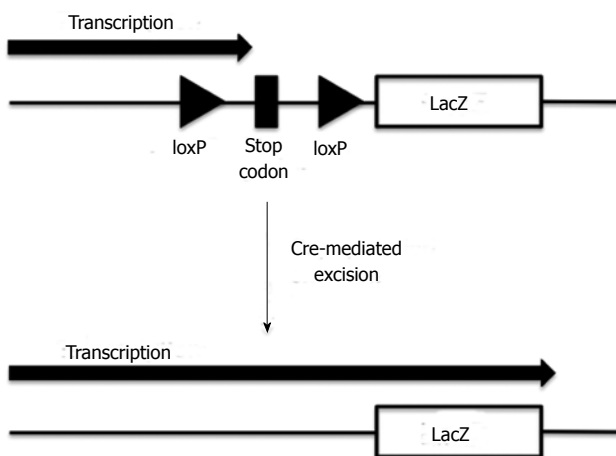 Transcription
LacZ
loxP
Stop
codon
loxP
Cre-mediated
excision
Transcription
LacZ